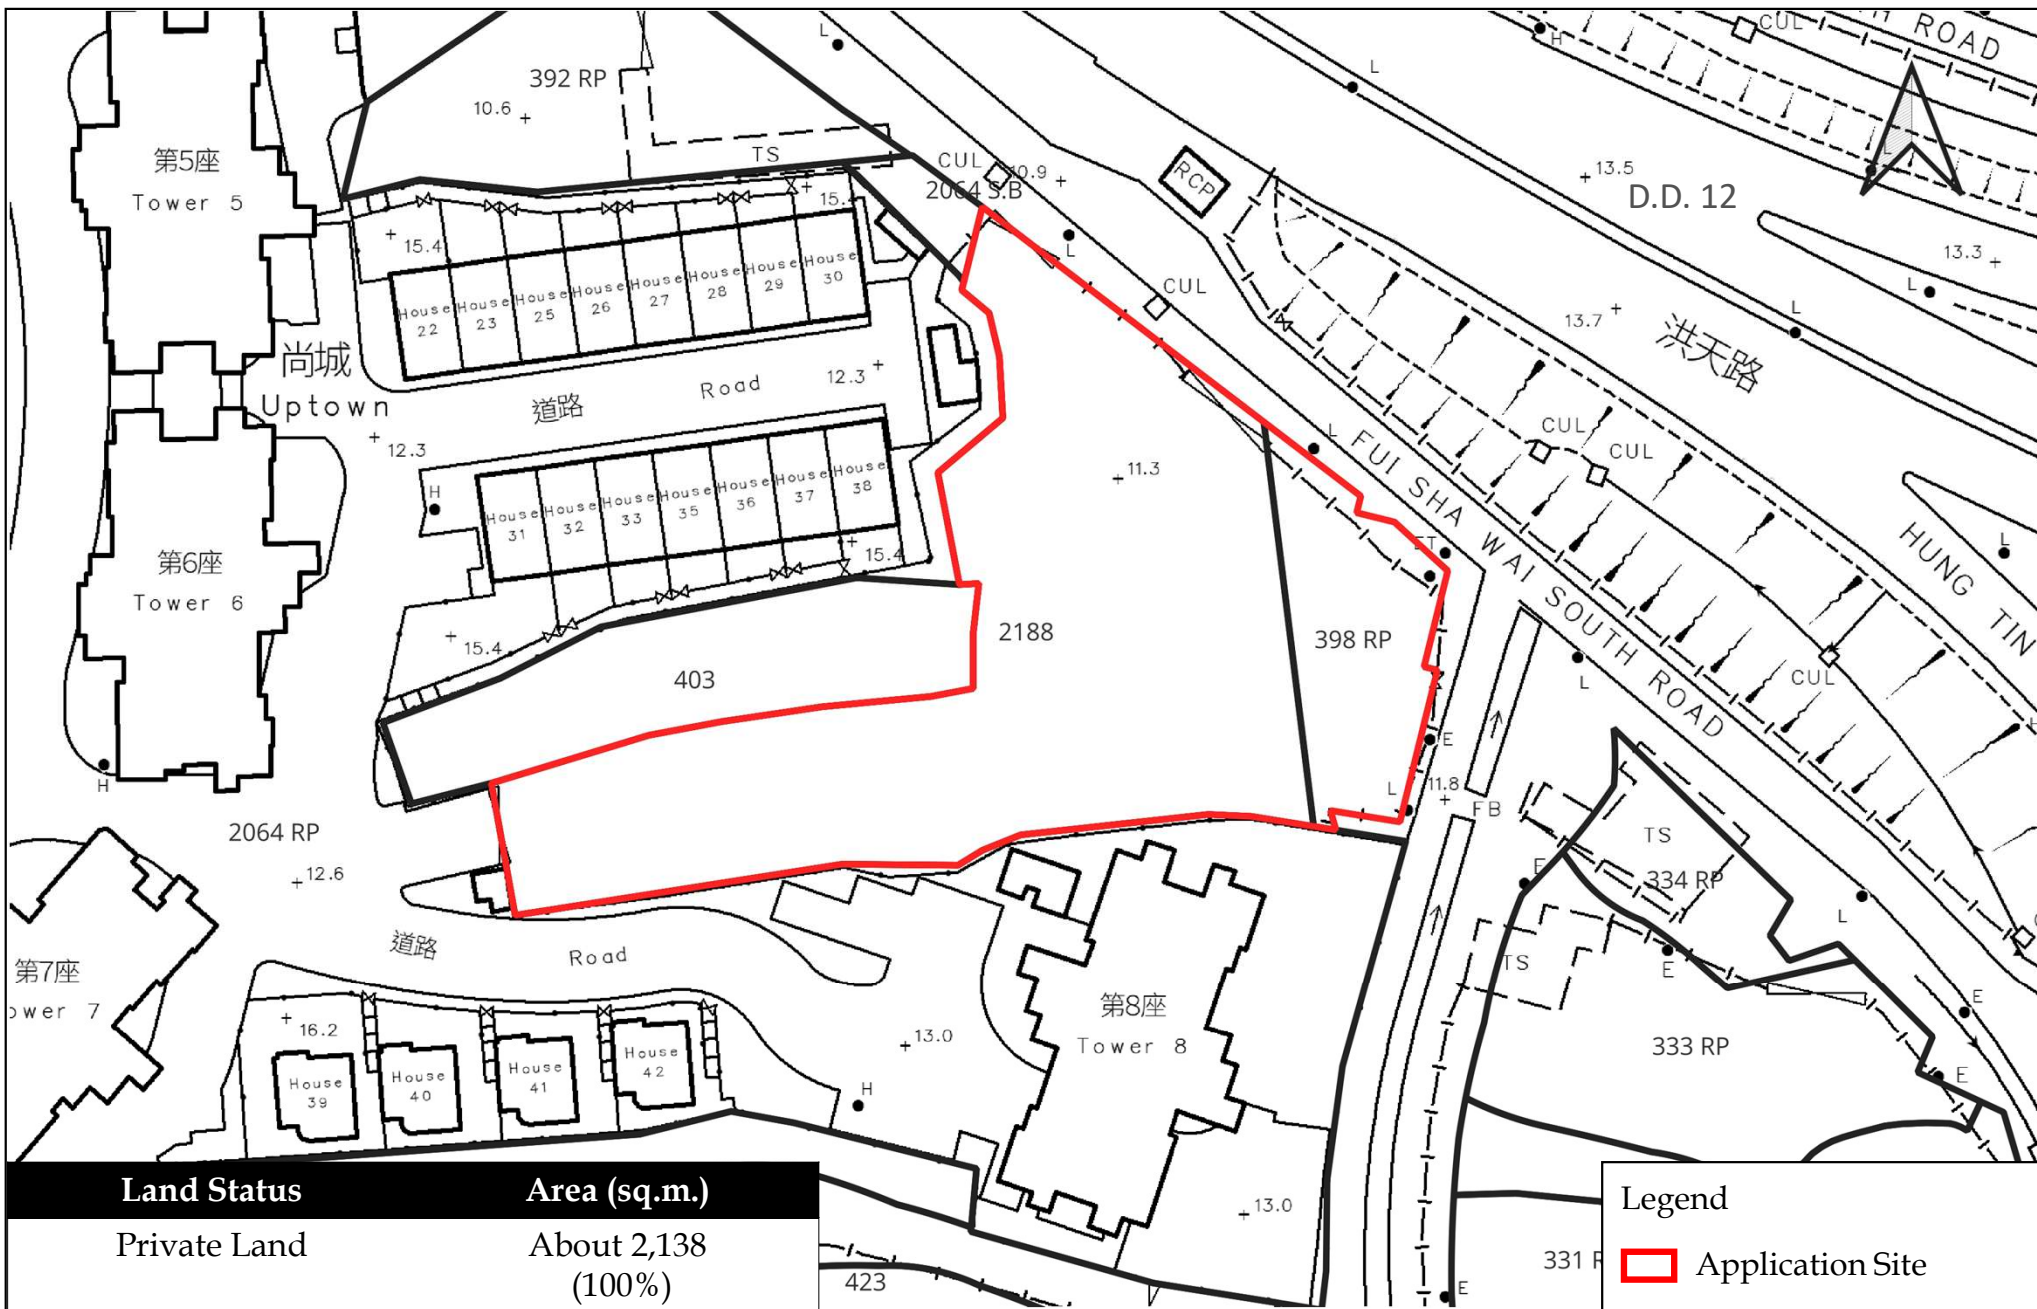 392 RP
10.6
TS
CUL
10.9
2064 S.B
RCP
L
L
H
CUL
ROAD
13.5
D.D. 12
13.3
L
第5座
Tower 5
15.4
15.4
House 22
House 23
House 25
House 26
House 27
House 28
House 29
House 30
L
CUL
13.7
洪天路
L
尚城
Uptown
道路
Road
12.3
12.3
H
House 31
House 32
House 33
House 35
House 36
House 37
House 38
15.4
11.3
L
FUI SHA WAI SOUTH ROAD
CUL
CUL
HUNG TIN
L
第6座
Tower 6
15.4
403
2188
398 RP
L
CUL
H
E
L
11.8
FB
2064 RP
12.6
TS
334 RP
E
L
道路
Road
第7座
ower 7
16.2
House 39
House 40
House 41
House 42
13.0
H
第8座
Tower 8
TS
E
E
333 RP
E
13.0
331 R
E
423
Land Status Area (sq.m.)
Private Land About 2,138
(100%)
Legend
Application Site